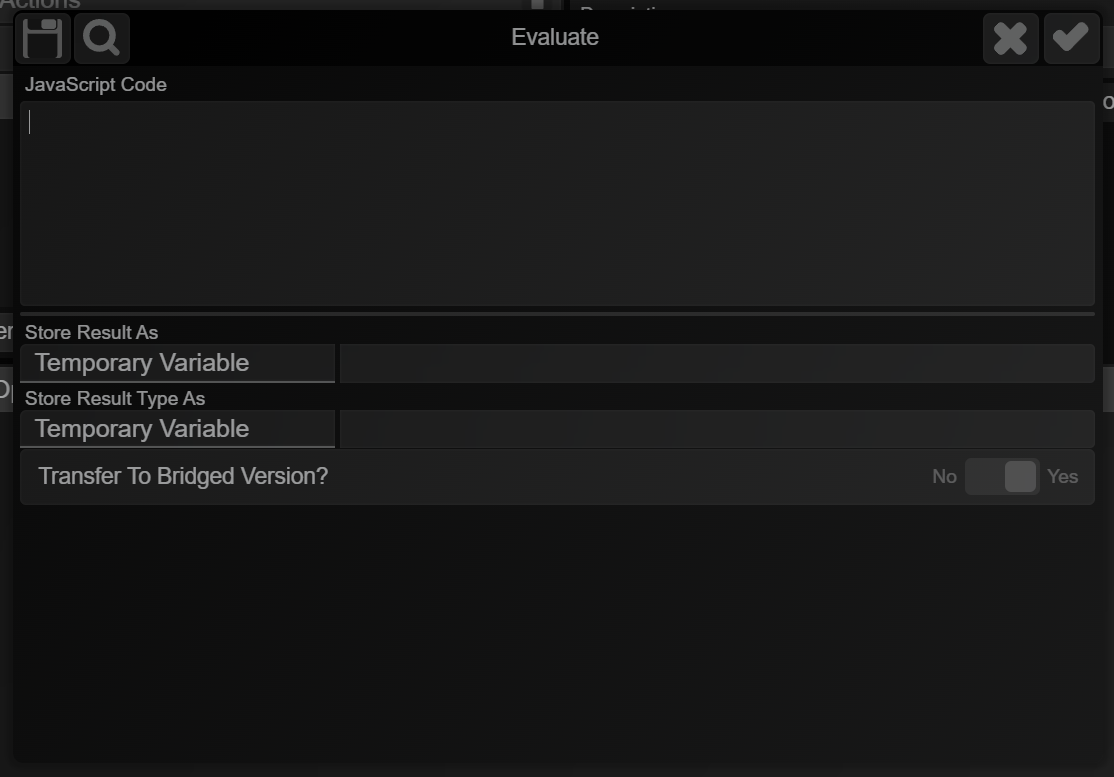 Actions
Evaluate
JavaScript Code
Store Result As
Temporary Variable
Store Result Type As
Temporary Variable
Transfer To Bridged Version?
No Yes